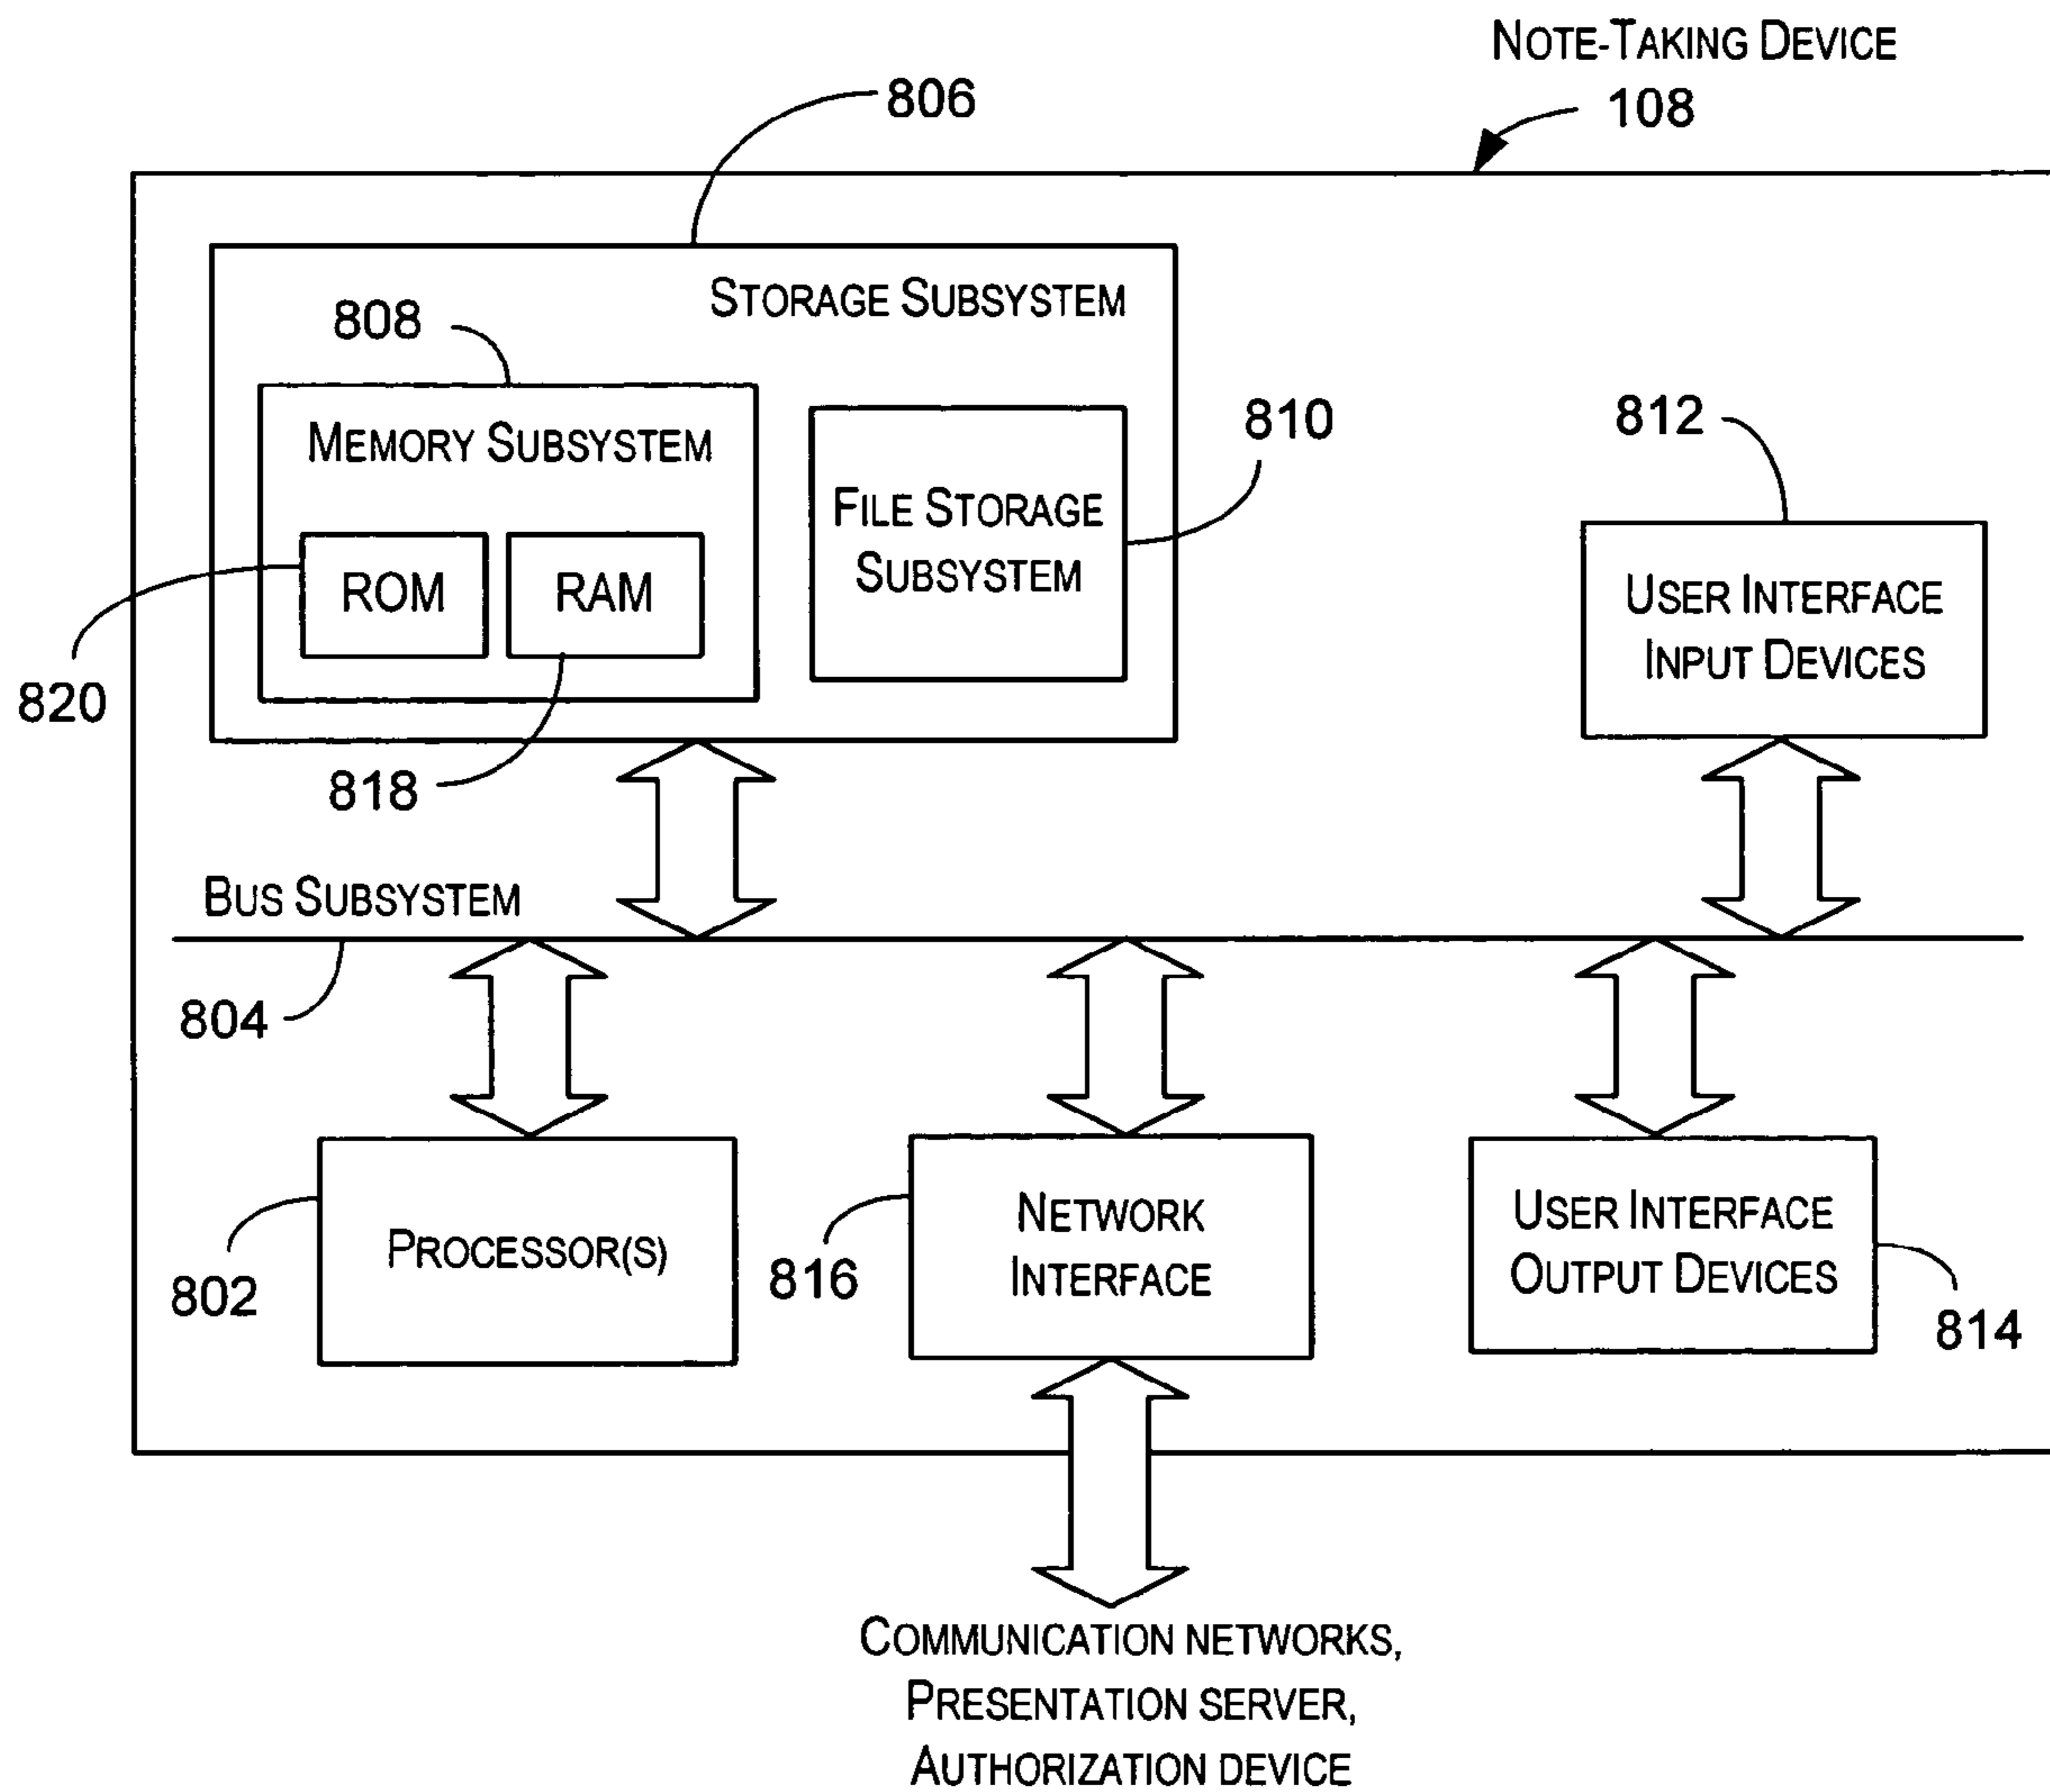 NOTE-TAKING DEVICE
108
806
STORAGE SUBSYSTEM
808
MEMORY SUBSYSTEM
810
812
FILE STORAGE
SUBSYSTEM
ROM
RAM
USER INTERFACE
INPUT DEVICES
820
818
BUS SUBSYSTEM
804
PROCESSOR(S)
802
NETWORK
INTERFACE
816
USER INTERFACE
OUTPUT DEVICES
814
COMMUNICATION NETWORKS,
PRESENTATION SERVER,
AUTHORIZATION DEVICE